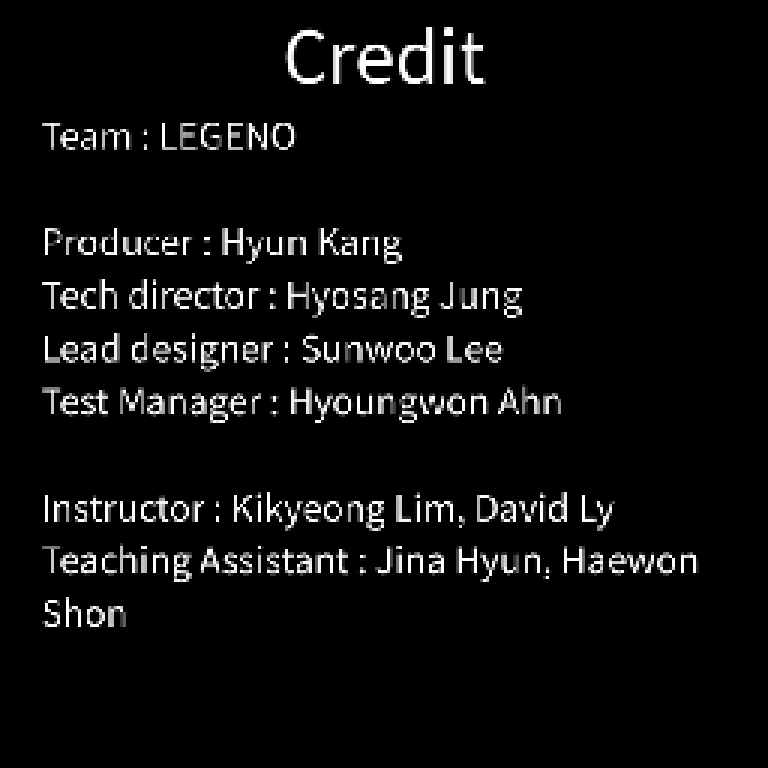 Credit
Team : LEGENO
Producer : Hyun Kang
Tech director : Hyosang Jung
Lead designer : Sunwoo Lee
Test Manager : Hyoungwon Ahn
Instructor : Kikyeong Lim, David Ly
Teaching Assistant : Jina Hyun, Haewon
Shon